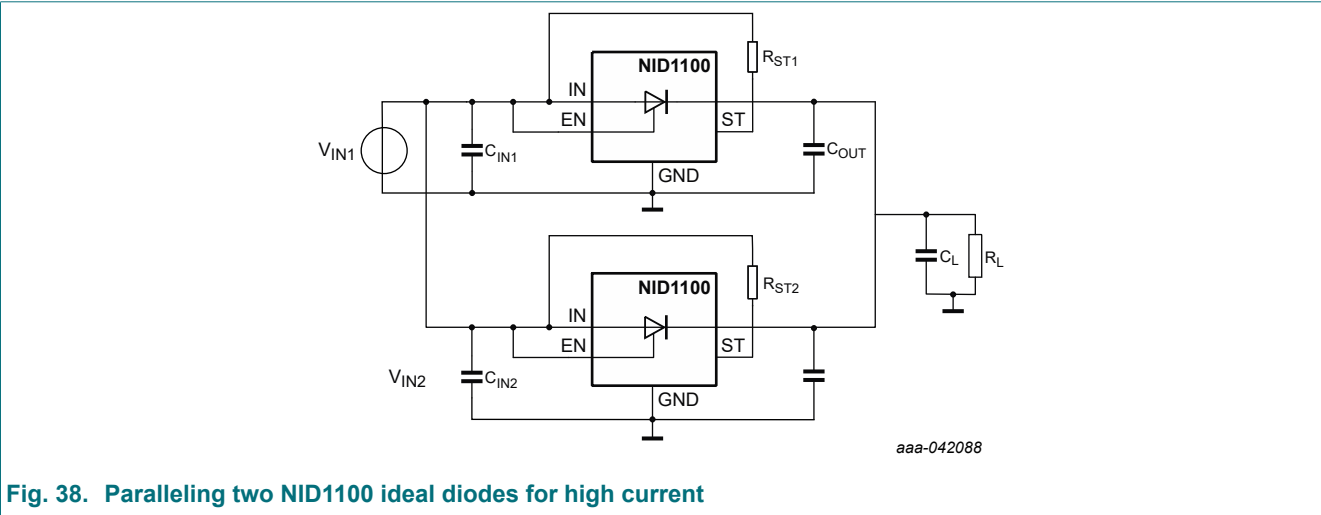 NID1100
R_ST1
IN
EN
ST
V_IN1
C_IN1
C_OUT
GND
C_L
R_L
NID1100
R_ST2
IN
EN
ST
V_IN2
C_IN2
GND
aaa-042088
Fig. 38. Paralleling two NID1100 ideal diodes for high current